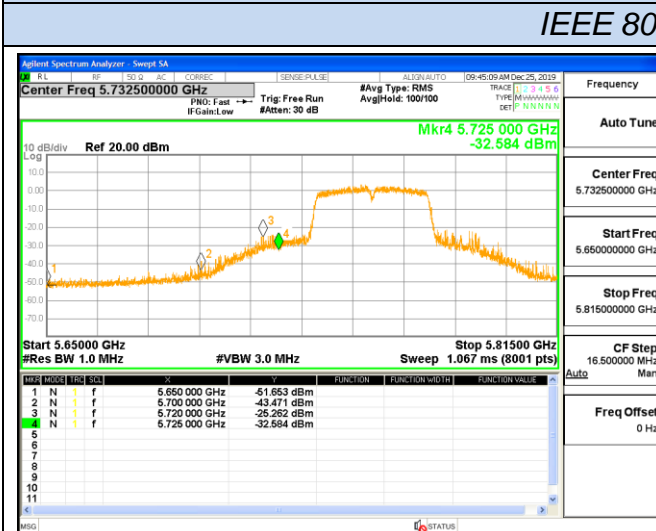 IEEE 80
Agilent Spectrum Analyzer - Swept SA
RL RF 50 Ω AC CORREC SENSE:PULSE ALIGN AUTO 09:45:09 AM Dec 25, 2019
Center Freq 5.732500000 GHz
PNO: Fast
IFGain:Low
Trig: Free Run
#Atten: 30 dB
#Avg Type: RMS
Avg|Hold: 100/100
TRACE 1 2 3 4 5 6
TYPE M
DET P N N N N N
Mkr4 5.725 000 GHz
-32.584 dBm
10 dB/div Ref 20.00 dBm
Log
10.0
0.00
-10.0
-20.0
-30.0
-40.0
-50.0
-60.0
-70.0
1
2
3
4
Start 5.65000 GHz Stop 5.81500 GHz
#Res BW 1.0 MHz #VBW 3.0 MHz Sweep 1.067 ms (8001 pts)
MKR MODE TRC SCL X Y FUNCTION FUNCTION WIDTH FUNCTION VALUE
1 N 1 f 5.650 000 GHz -51.653 dBm
2 N 1 f 5.700 000 GHz -43.471 dBm
3 N 1 f 5.720 000 GHz -25.262 dBm
4 N 1 f 5.725 000 GHz -32.584 dBm
5
6
7
8
9
10
11
MSG STATUS
Frequency
Auto Tune
Center Freq
5.732500000 GHz
Start Freq
5.650000000 GHz
Stop Freq
5.815000000 GHz
CF Step
16.500000 MHz
Auto Man
Freq Offset
0 Hz